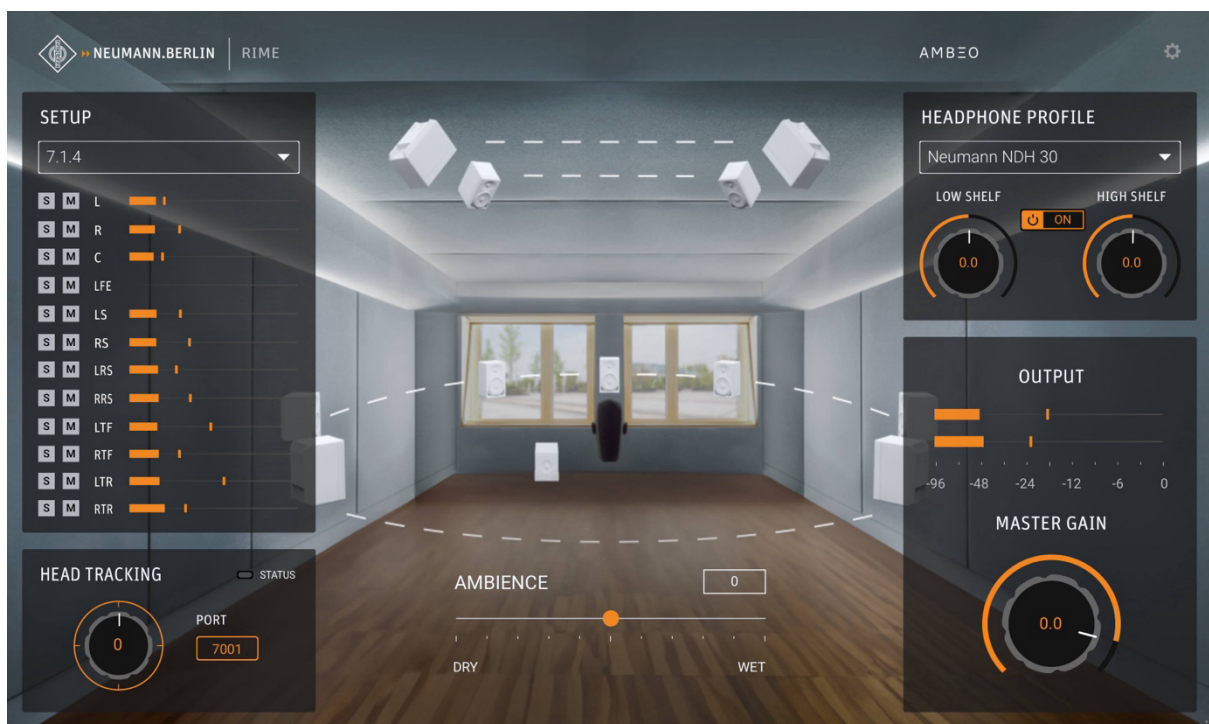 NEUMANN.BERLIN RIME
AMBΞO
SETUP
7.1.4
S M L
S M R
S M C
S M LFE
S M LS
S M RS
S M LRS
S M RRS
S M LTF
S M RTF
S M LTR
S M RTR
HEAD TRACKING
STATUS
0
PORT
7001
AMBIENCE 0
DRY WET
HEADPHONE PROFILE
Neumann NDH 30
LOW SHELF HIGH SHELF
ON
0.0 0.0
OUTPUT
-96 -48 -24 -12 -6 0
MASTER GAIN
0.0